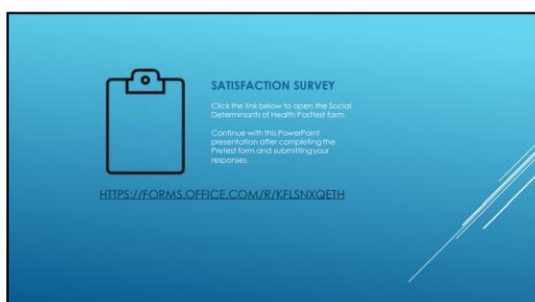 SATISFACTION SURVEY
Click the link below to open the Social
Determinants of Health Posttest form.
Continue with this PowerPoint
presentation after completing the
Pretest form and submitting your
responses.
HTTPS://FORMS.OFFICE.COM/R/KFLSNXQETH